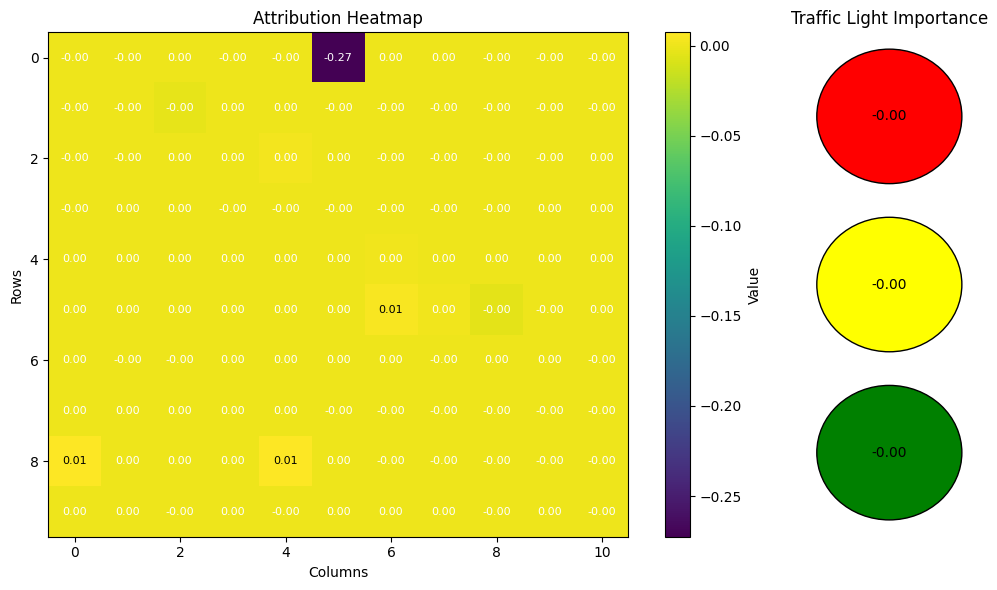 Attribution Heatmap
0 -0.00 -0.00 0.00 -0.00 -0.00 -0.27 0.00 0.00 -0.00 -0.00 -0.00
-0.00 -0.00 -0.00 0.00 0.00 -0.00 -0.00 -0.00 -0.00 -0.00 -0.00
2 -0.00 -0.00 0.00 0.00 0.00 0.00 -0.00 -0.00 -0.00 -0.00 0.00
-0.00 0.00 0.00 -0.00 -0.00 -0.00 -0.00 -0.00 -0.00 0.00 0.00
4 0.00 0.00 0.00 0.00 0.00 -0.00 0.00 0.00 -0.00 0.00 -0.00
0.00 0.00 0.00 0.00 0.00 0.00 0.01 0.00 -0.00 -0.00 0.00
6 0.00 -0.00 -0.00 0.00 0.00 0.00 -0.00 -0.00 0.00 0.00 -0.00
0.00 0.00 0.00 0.00 0.00 -0.00 -0.00 0.00 -0.00 -0.00 -0.00
8 0.01 0.00 0.00 0.00 0.01 0.00 -0.00 -0.00 0.00 -0.00 -0.00
0.00 0.00 -0.00 0.00 -0.00 0.00 0.00 0.00 -0.00 0.00 -0.00
0 2 4 6 8 10
Columns
Rows
0.00
−0.05
−0.10
−0.15
−0.20
−0.25
Value
Traffic Light Importance
-0.00
-0.00
-0.00